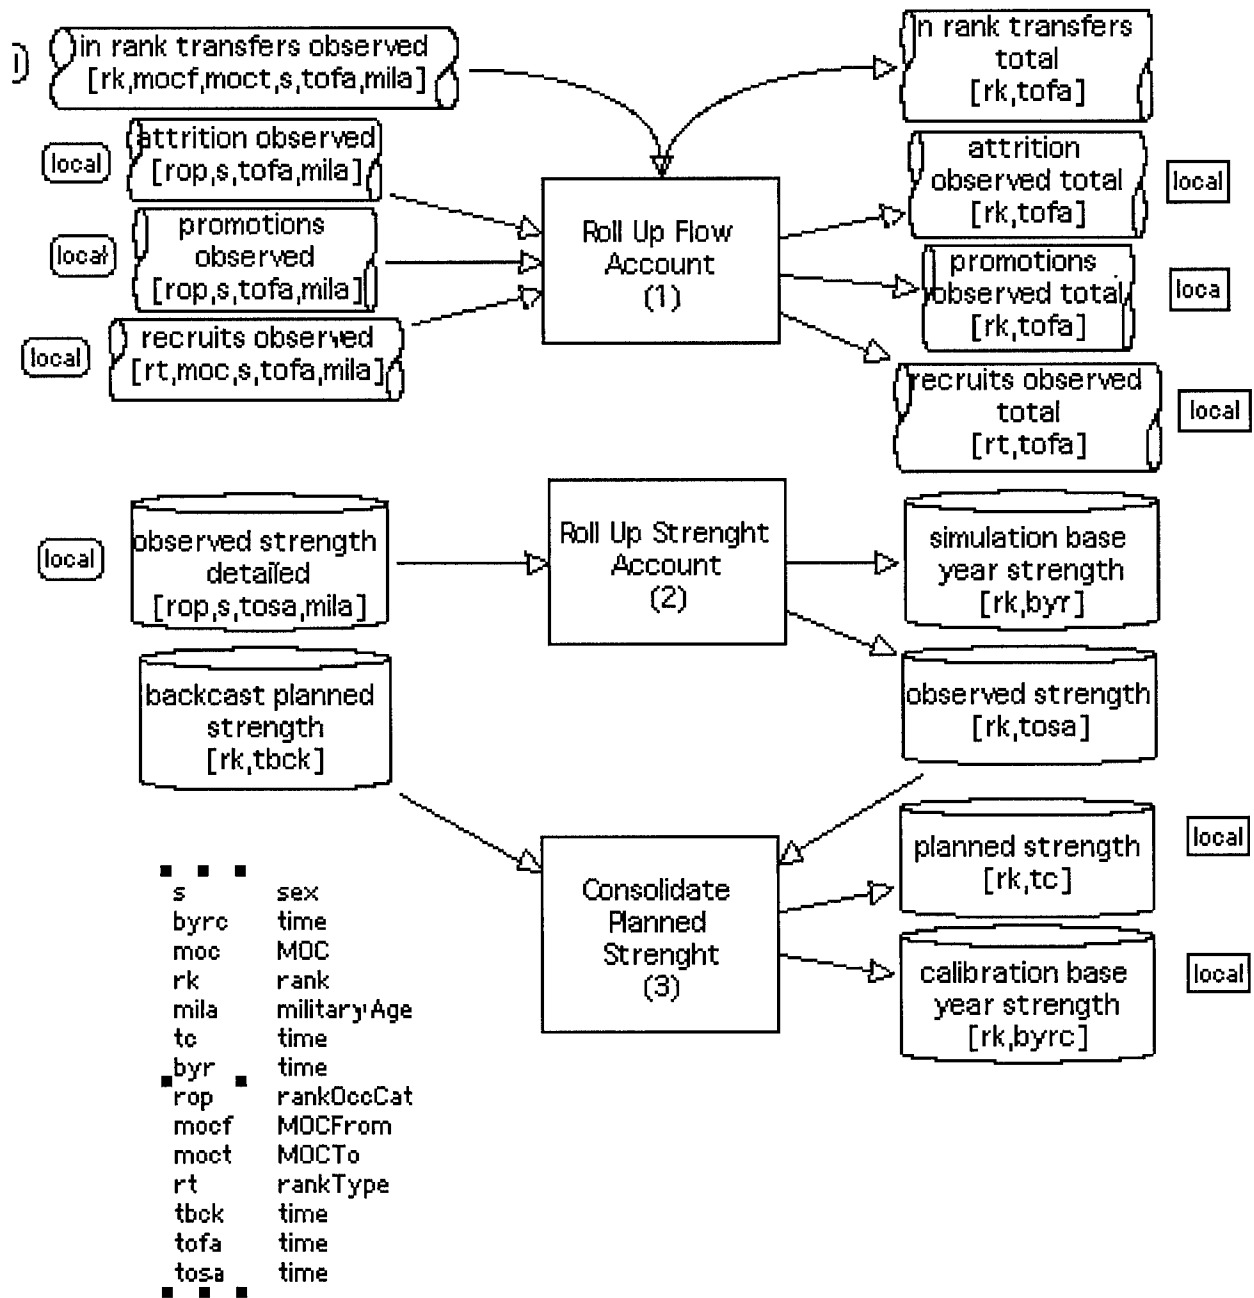 in rank transfers observed
[rk,mocf,moct,s,tofa,mila]
local
attrition observed
[rop,s,tofa,mila]
local
promotions
observed
[rop,s,tofa,mila]
local
recruits observed
[rt,moc,s,tofa,mila]
Roll Up Flow
Account
(1)
in rank transfers
total
[rk,tofa]
attrition
observed total
[rk,tofa]
local
promotions
observed total
[rk,tofa]
loca
recruits observed
total
[rt,tofa]
local
local
observed strength
detailed
[rop,s,tosa,mila]
Roll Up Strenght
Account
(2)
simulation base
year strength
[rk,byr]
backcast planned
strength
[rk,tbck]
observed strength
[rk,tosa]
Consolidate
Planned
Strenght
(3)
planned strength
[rk,tc]
local
calibration base
year strength
[rk,byrc]
local
s sex
byrc time
moc MOC
rk rank
mila militaryAge
tc time
byr time
rop rankOccCat
mocf MOCFrom
moct MOCTo
rt rankType
tbck time
tofa time
tosa time